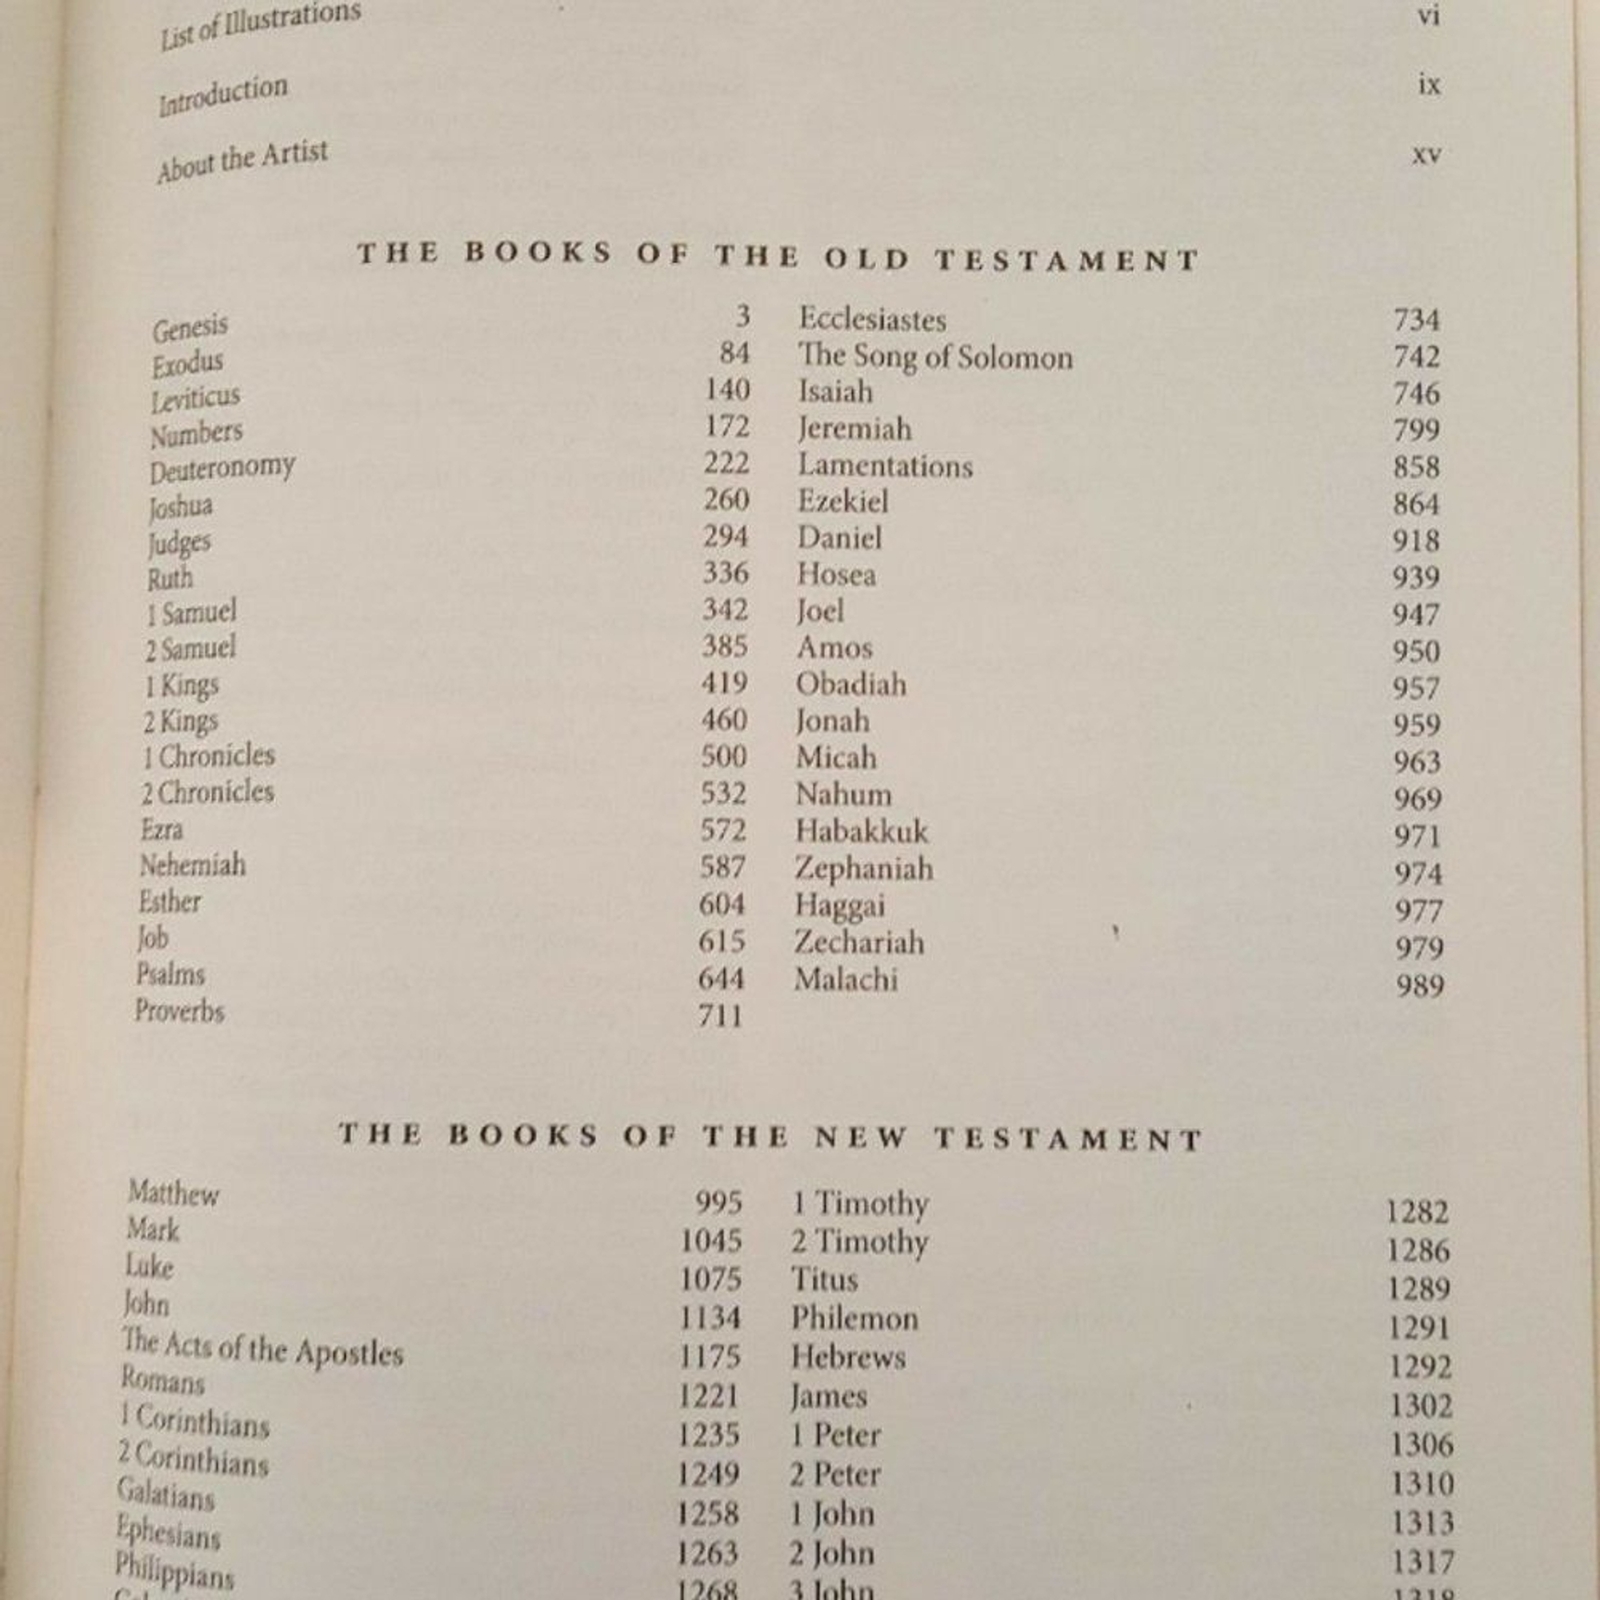 List of Illustrations vi
Introduction ix
About the Artist xv
THE BOOKS OF THE OLD TESTAMENT
Genesis 3
Exodus 84
Leviticus 140
Numbers 172
Deuteronomy 222
Joshua 260
Judges 294
Ruth 336
1 Samuel 342
2 Samuel 385
1 Kings 419
2 Kings 460
1 Chronicles 500
2 Chronicles 532
Ezra 572
Nehemiah 587
Esther 604
Job 615
Psalms 644
Proverbs 711
Ecclesiastes 734
The Song of Solomon 742
Isaiah 746
Jeremiah 799
Lamentations 858
Ezekiel 864
Daniel 918
Hosea 939
Joel 947
Amos 950
Obadiah 957
Jonah 959
Micah 963
Nahum 969
Habakkuk 971
Zephaniah 974
Haggai 977
Zechariah 979
Malachi 989
THE BOOKS OF THE NEW TESTAMENT
Matthew 995
Mark 1045
Luke 1075
John 1134
The Acts of the Apostles 1175
Romans 1221
1 Corinthians 1235
2 Corinthians 1249
Galatians 1258
Ephesians 1263
Philippians 1268
1 Timothy 1282
2 Timothy 1286
Titus 1289
Philemon 1291
Hebrews 1292
James 1302
1 Peter 1306
2 Peter 1310
1 John 1313
2 John 1317
3 John 1318